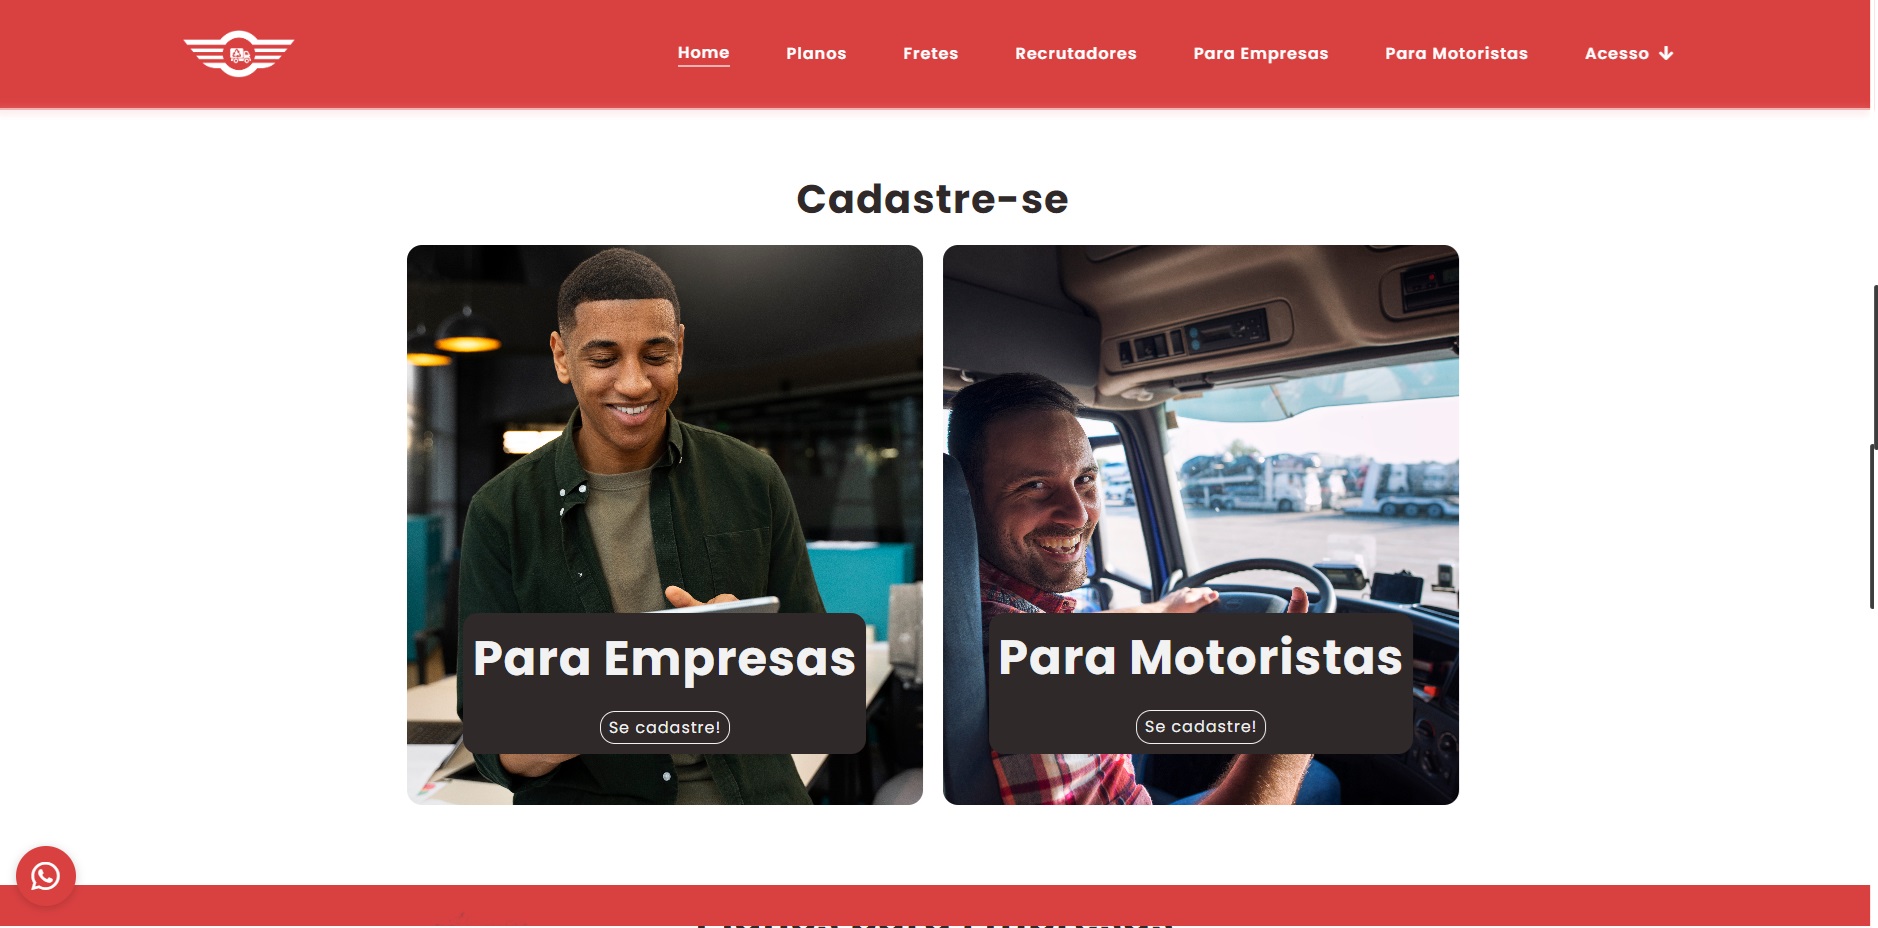 Home
Planos
Fretes
Recrutadores
Para Empresas
Para Motoristas
Acesso
Cadastre-se
Para Empresas
Se cadastre!
Para Motoristas
Se cadastre!